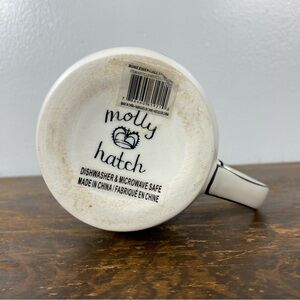 molly
hatch
DISHWASHER & MICROWAVE SAFE
MADE IN CHINA / FABRIQUÉ EN CHINE